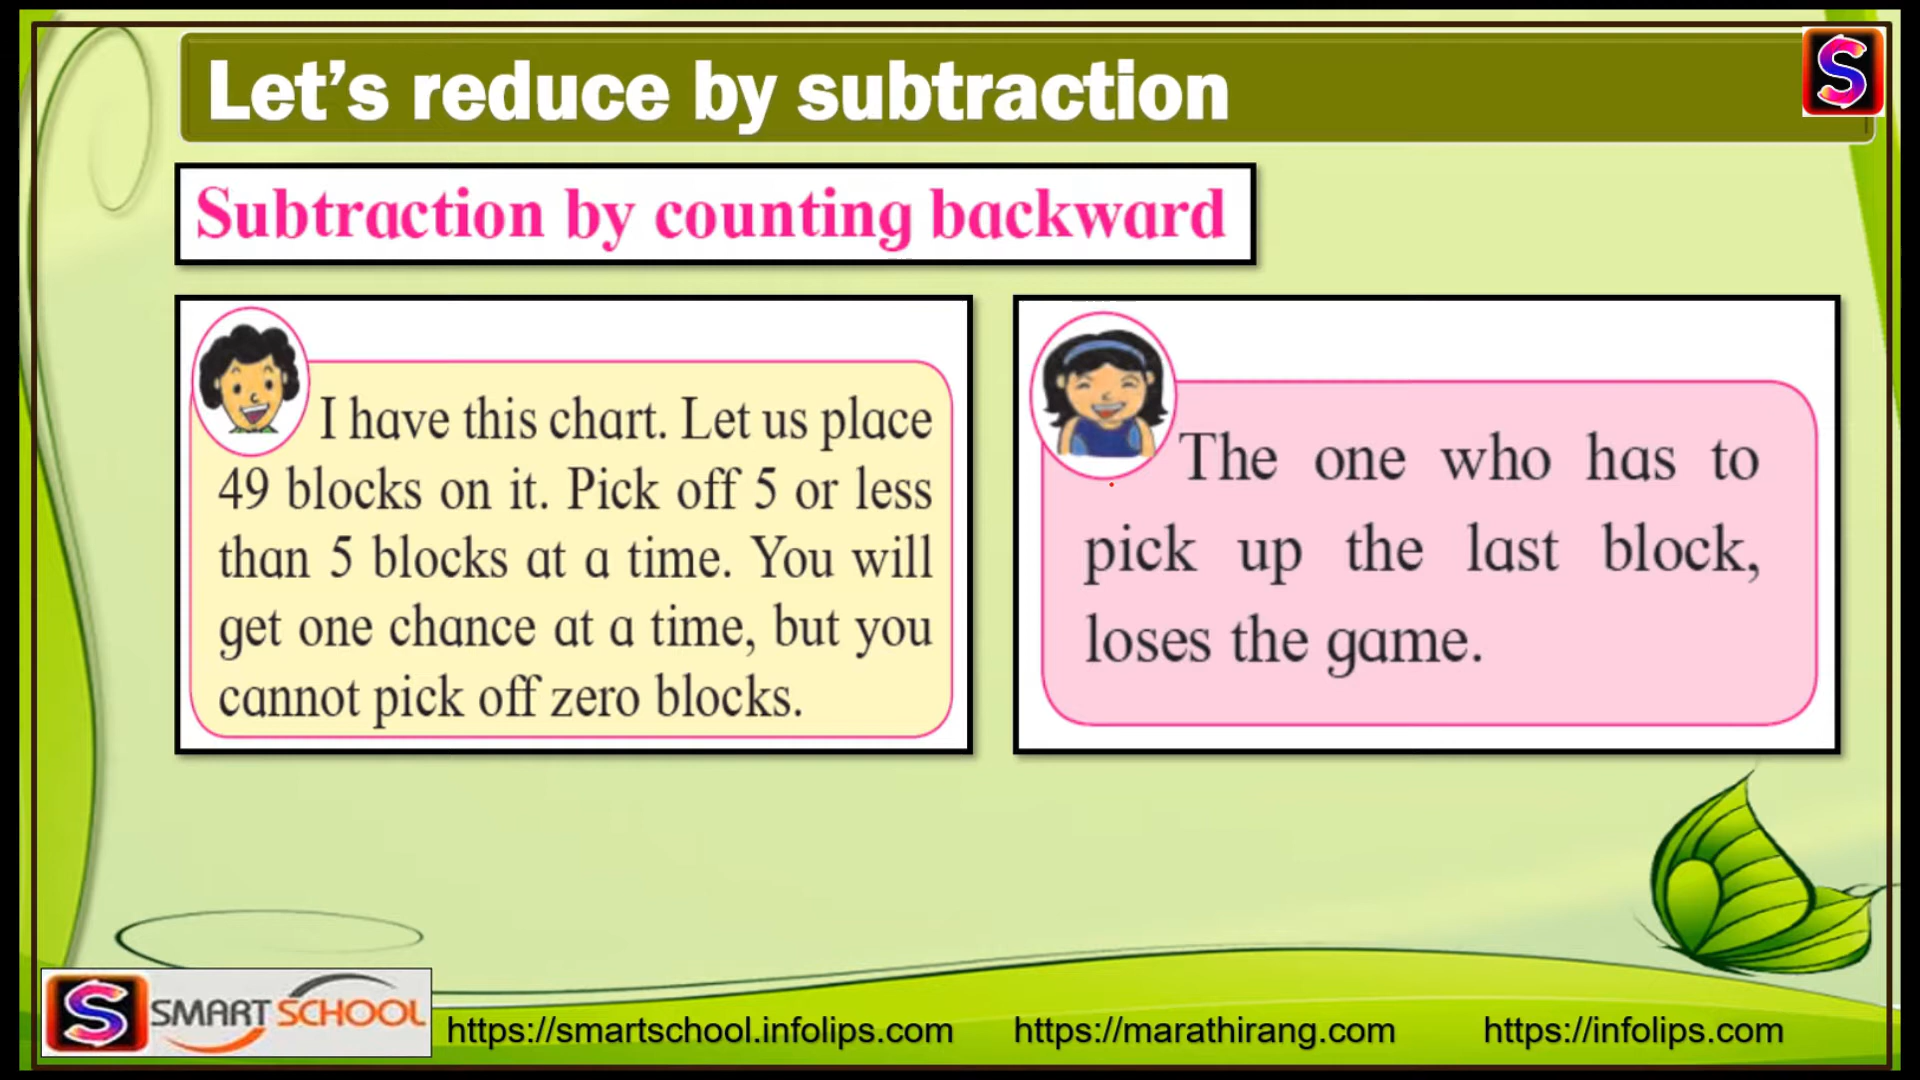 Let’s reduce by subtraction
S
Subtraction by counting backward
I have this chart. Let us place
49 blocks on it. Pick off 5 or less
than 5 blocks at a time. You will
get one chance at a time, but you
cannot pick off zero blocks.
The one who has to
pick up the last block,
loses the game.
S SMART SCHOOL
https://smartschool.infolips.com https://marathirang.com https://infolips.com